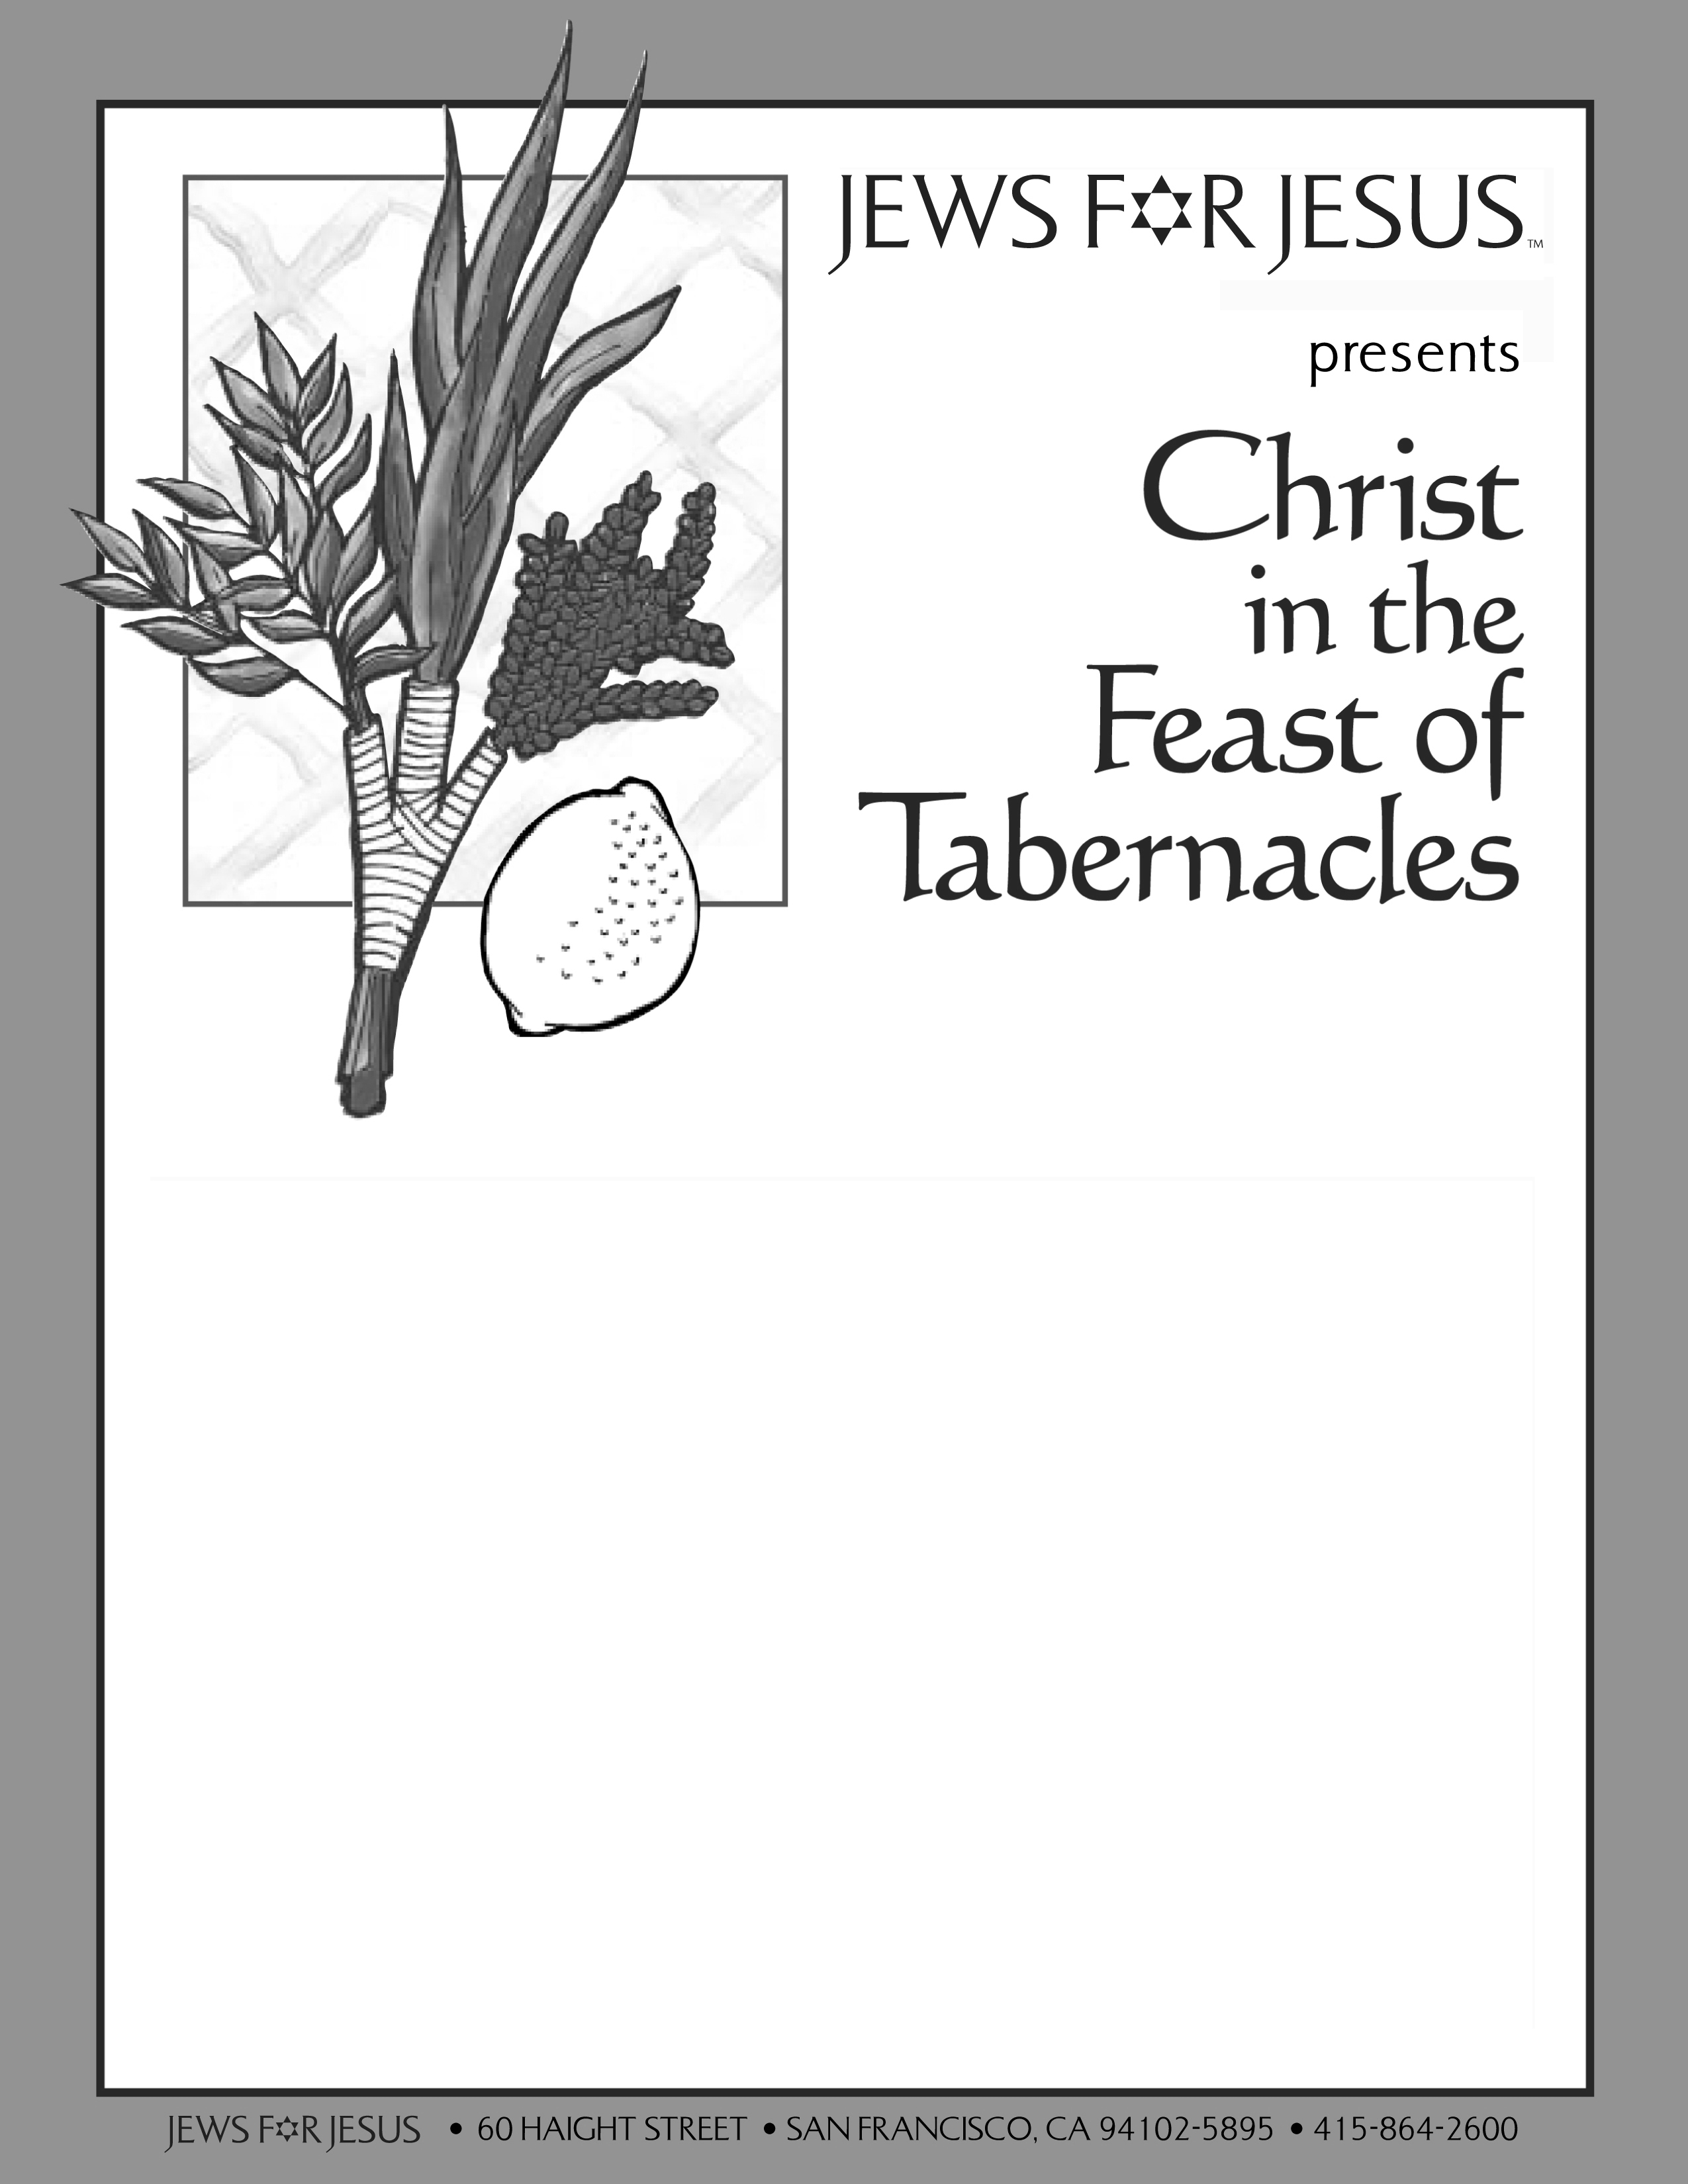 JEWS FOR JESUS™
presents
Christ
in the
Feast of
Tabernacles
JEWS FOR JESUS • 60 HAIGHT STREET • SAN FRANCISCO, CA 94102-5895 • 415-864-2600